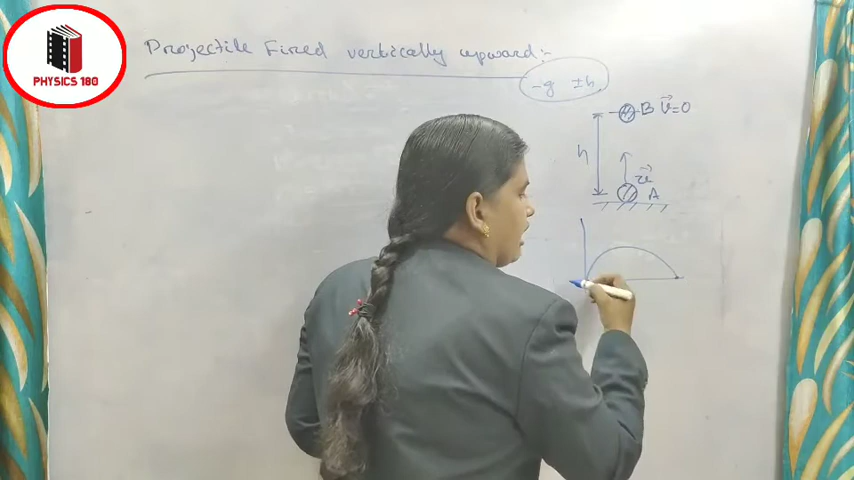 PHYSICS 180
Projectile Fired vertically upward:-
-g ±h
B v⃗=0
h
u⃗
A